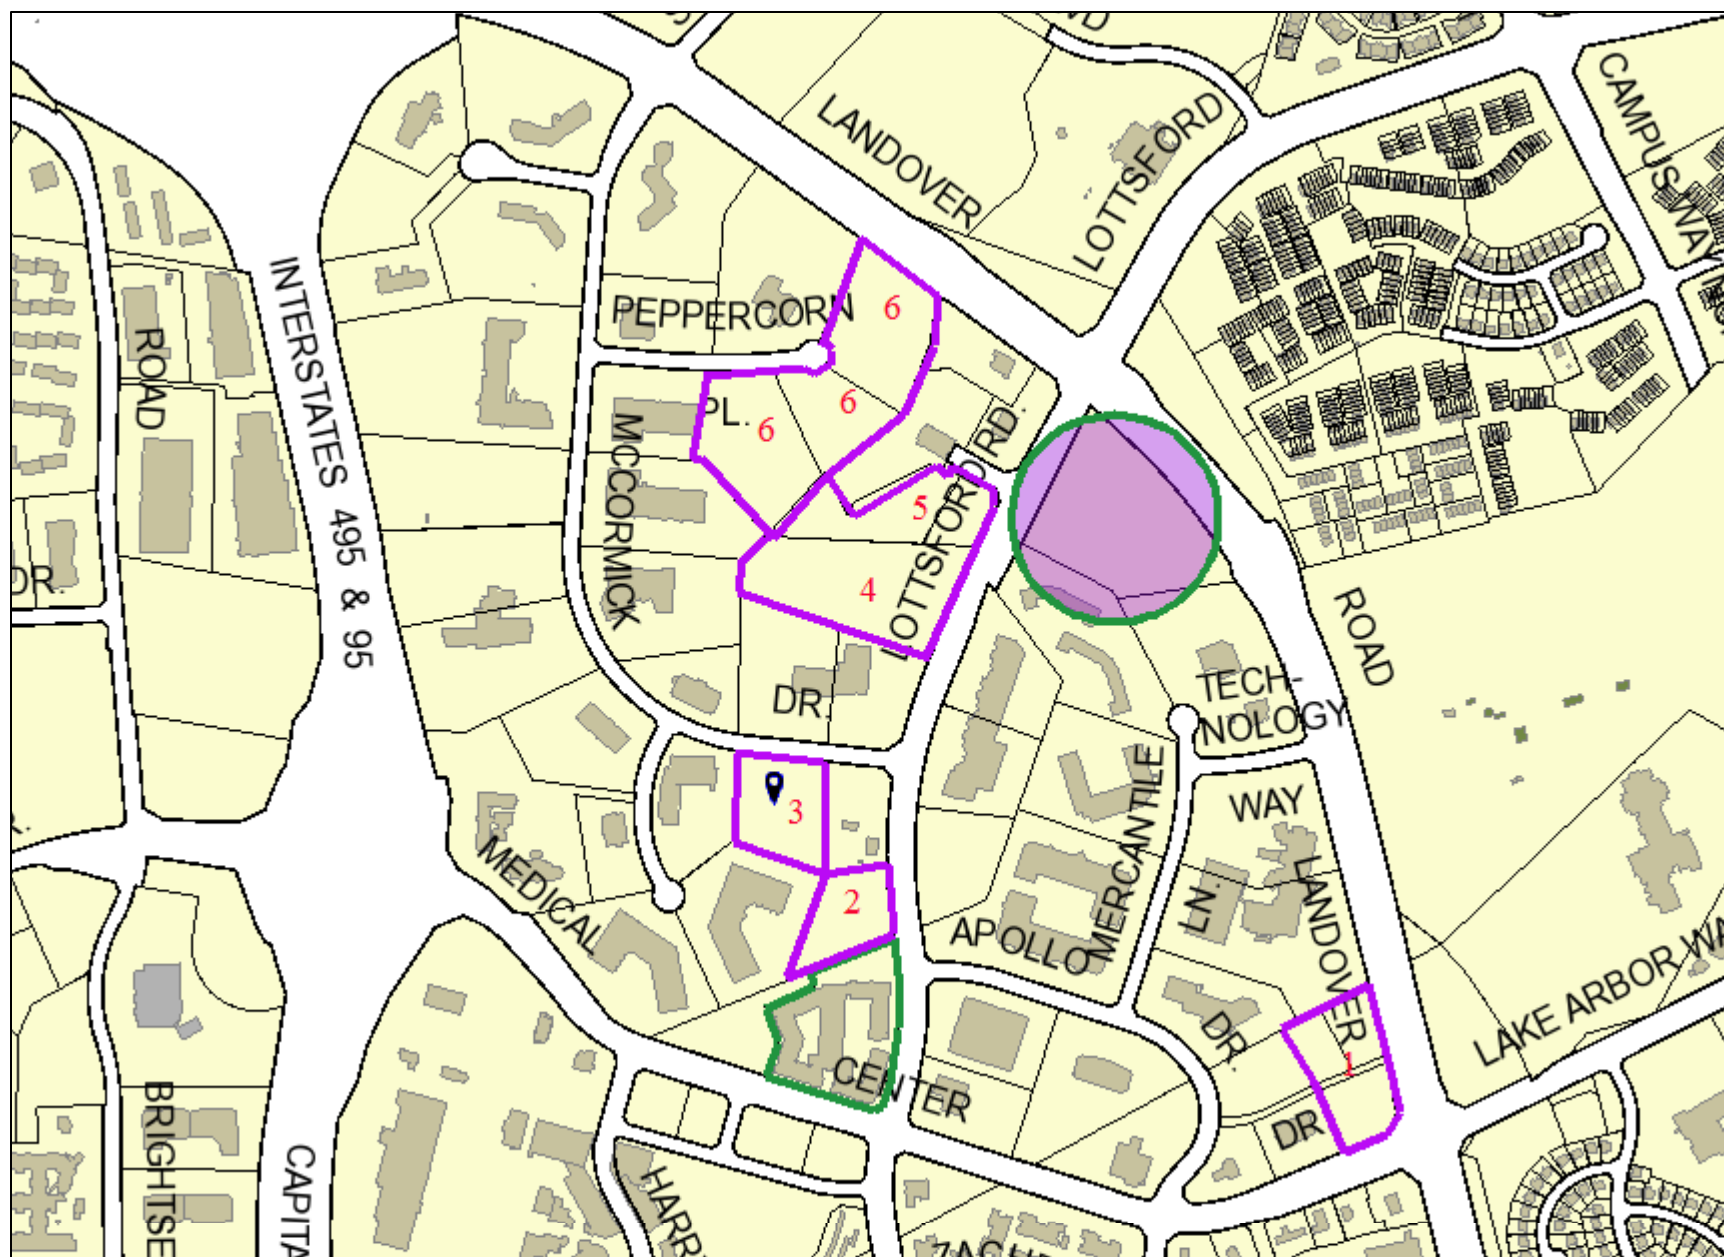 LANDOVER
LOTTSFORD
CAMPUS
WAY
INTERSTATES 495 & 95
ROAD
PEPPERCORN
PL.
6
6
6
MCCORMICK
LOTTSFORD
RD.
5
4
DR.
DR.
ROAD
TECH-
NOLOGY
WAY
3
MERCANTILE
LN.
MEDICAL
2
APOLLO
DR.
LANDOVER
LAKE ARBOR WA
1
CENTER
DR
BRIGHTSE
CAPITA
HARR